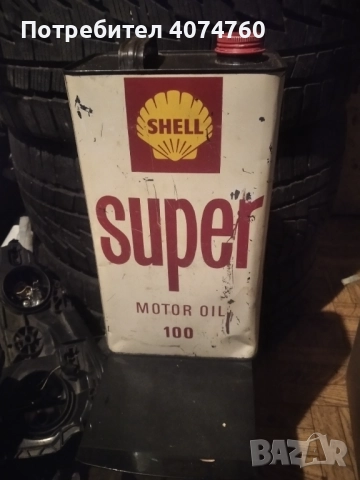 Потребител 4074760
SHELL
super
MOTOR OIL
100
BAZAR